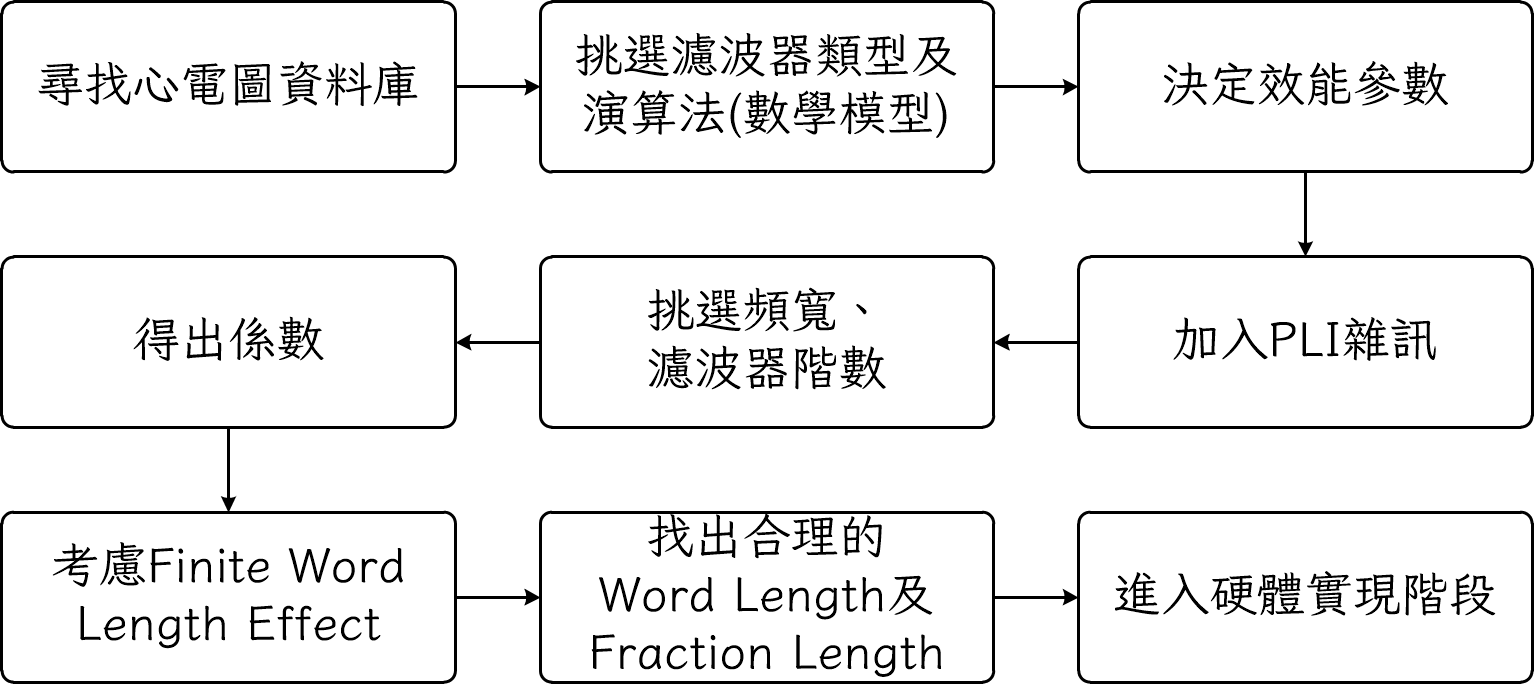 尋找心電圖資料庫
挑選濾波器類型及
演算法(數學模型)
決定效能參數
加入PLI雜訊
挑選頻寬、
濾波器階數
得出係數
考慮Finite Word
Length Effect
找出合理的
Word Length及
Fraction Length
進入硬體實現階段